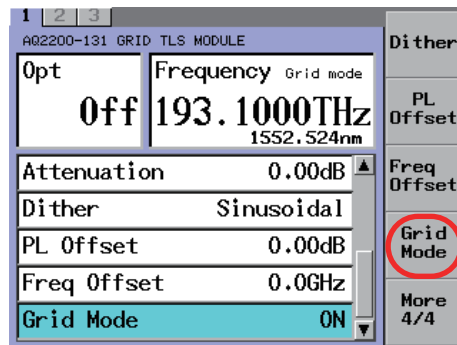 1 2 3
AQ2200-131 GRID TLS MODULE
Opt
Off
Frequency Grid mode
193.1000THz
1552.524nm
Attenuation 0.00dB
Dither Sinusoidal
PL Offset 0.00dB
Freq Offset 0.0GHz
Grid Mode ON
Dither
PL
Offset
Freq
Offset
Grid
Mode
More
4/4